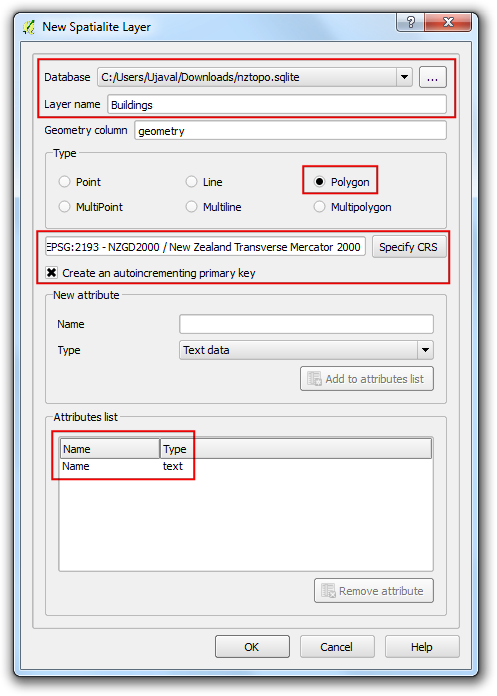 New Spatialite Layer
?
Database C:/Users/Ujaval/Downloads/nztopo.sqlite ...
Layer name Buildings
Geometry column geometry
Type
Point Line Polygon
MultiPoint Multiline Multipolygon
EPSG:2193 - NZGD2000 / New Zealand Transverse Mercator 2000 Specify CRS
Create an autoincrementing primary key
New attribute
Name
Type Text data
Add to attributes list
Attributes list
Name Type
Name text
Remove attribute
OK Cancel Help